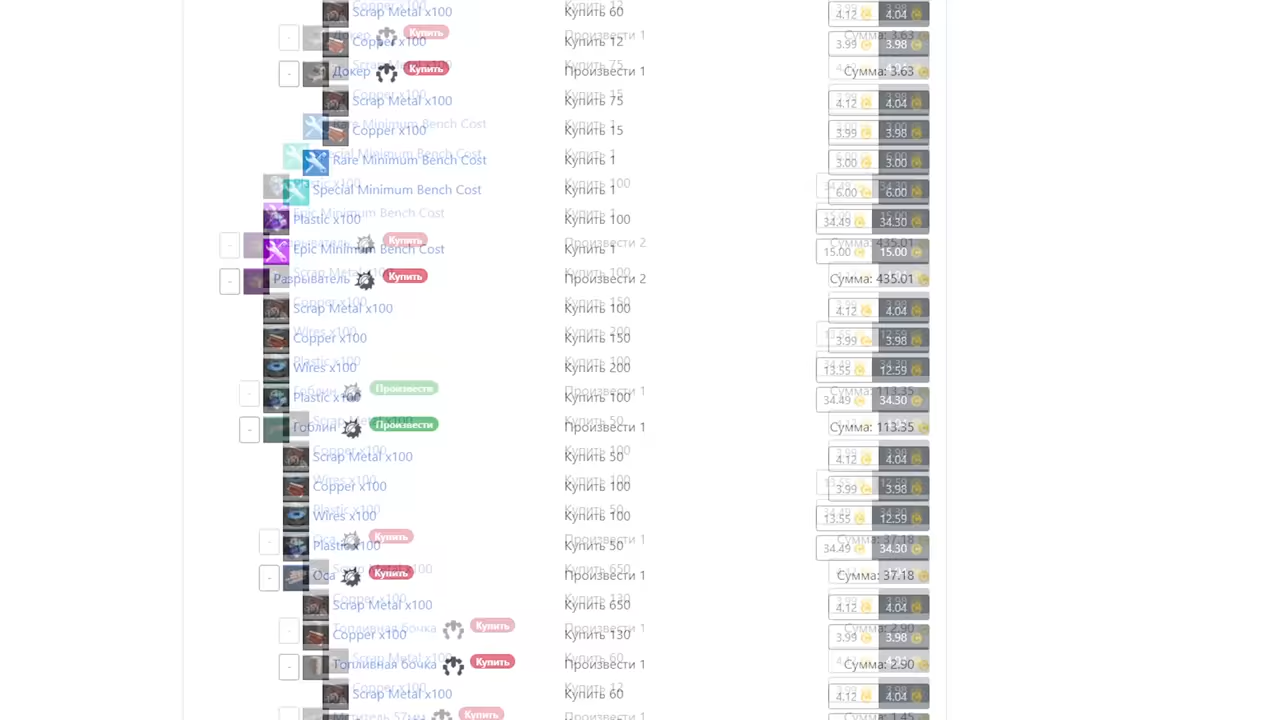 Scrap Metal x100 Купить 60 4.12 4.04
Copper x100 Купить 12 3.99 3.98
Докер Купить Произвести 1 Сумма: 3.63
Scrap Metal x100 Купить 75 4.12 4.04
Copper x100 Купить 15 3.99 3.98
Rare Minimum Bench Cost Купить 1 3.00 3.00
Special Minimum Bench Cost Купить 1 6.00 6.00
Plastic x100 Купить 100 34.49 34.30
Epic Minimum Bench Cost Купить 1 15.00 15.00
Разрыватель Купить Произвести 2 Сумма: 435.01
Scrap Metal x100 Купить 100 4.12 4.04
Copper x100 Купить 150 3.99 3.98
Wires x100 Купить 200 13.55 12.59
Plastic x100 Купить 100 34.49 34.30
Гоблин Произвести Произвести 1 Сумма: 113.35
Scrap Metal x100 Купить 50 4.12 4.04
Copper x100 Купить 100 3.99 3.98
Wires x100 Купить 100 13.55 12.59
Plastic x100 Купить 50 34.49 34.30
Оса Купить Произвести 1 Сумма: 37.18
Scrap Metal x100 Купить 650 4.12 4.04
Copper x100 Купить 130 3.99 3.98
Топливная бочка Купить Произвести 1 Сумма: 2.90
Scrap Metal x100 Купить 60 4.12 4.04
Мститель 57мм Купить Произвести 1 Сумма: 1.45